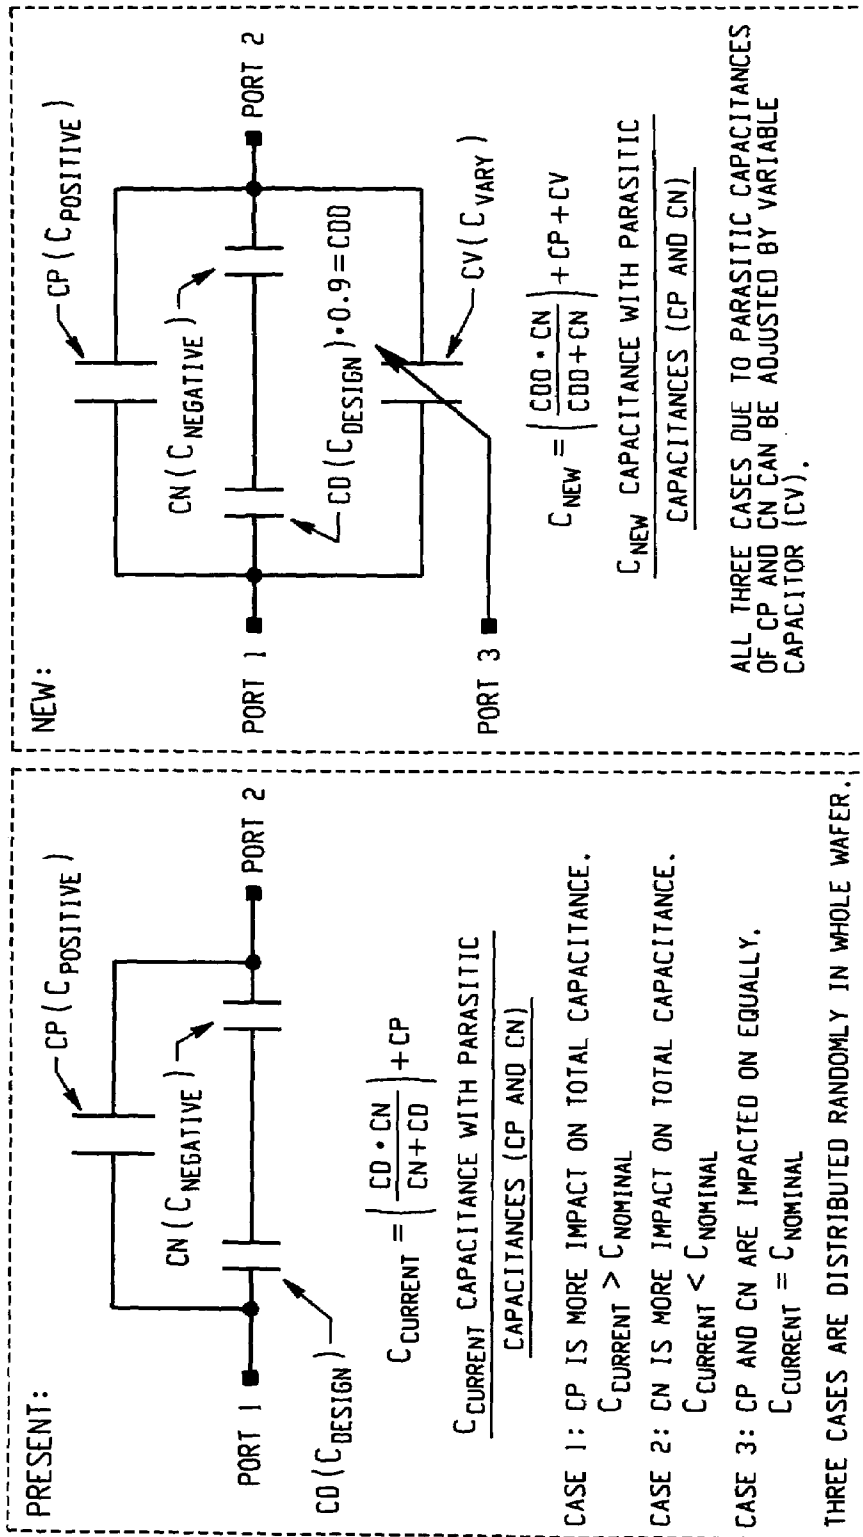 PRESENT:
CP(C_POSITIVE)
CN(C_NEGATIVE)
PORT 1
PORT 2
CD(C_DESIGN)
C_CURRENT = (CD • CN / CN+CD) + CP
C_CURRENT CAPACITANCE WITH PARASITIC
CAPACITANCES (CP AND CN)
CASE 1: CP IS MORE IMPACT ON TOTAL CAPACITANCE.
C_CURRENT > C_NOMINAL
CASE 2: CN IS MORE IMPACT ON TOTAL CAPACITANCE.
C_CURRENT < C_NOMINAL
CASE 3: CP AND CN ARE IMPACTED ON EQUALLY.
C_CURRENT = C_NOMINAL
THREE CASES ARE DISTRIBUTED RANDOMLY IN WHOLE WAFER.
NEW:
CP(C_POSITIVE)
CN(C_NEGATIVE)
PORT 1
PORT 2
CD(C_DESIGN)•0.9=CDD
PORT 3
CV(C_VARY)
C_NEW = (CDD • CN / CDD+CN) + CP + CV
C_NEW CAPACITANCE WITH PARASITIC
CAPACITANCES (CP AND CN)
ALL THREE CASES DUE TO PARASITIC CAPACITANCES
OF CP AND CN CAN BE ADJUSTED BY VARIABLE
CAPACITOR (CV).